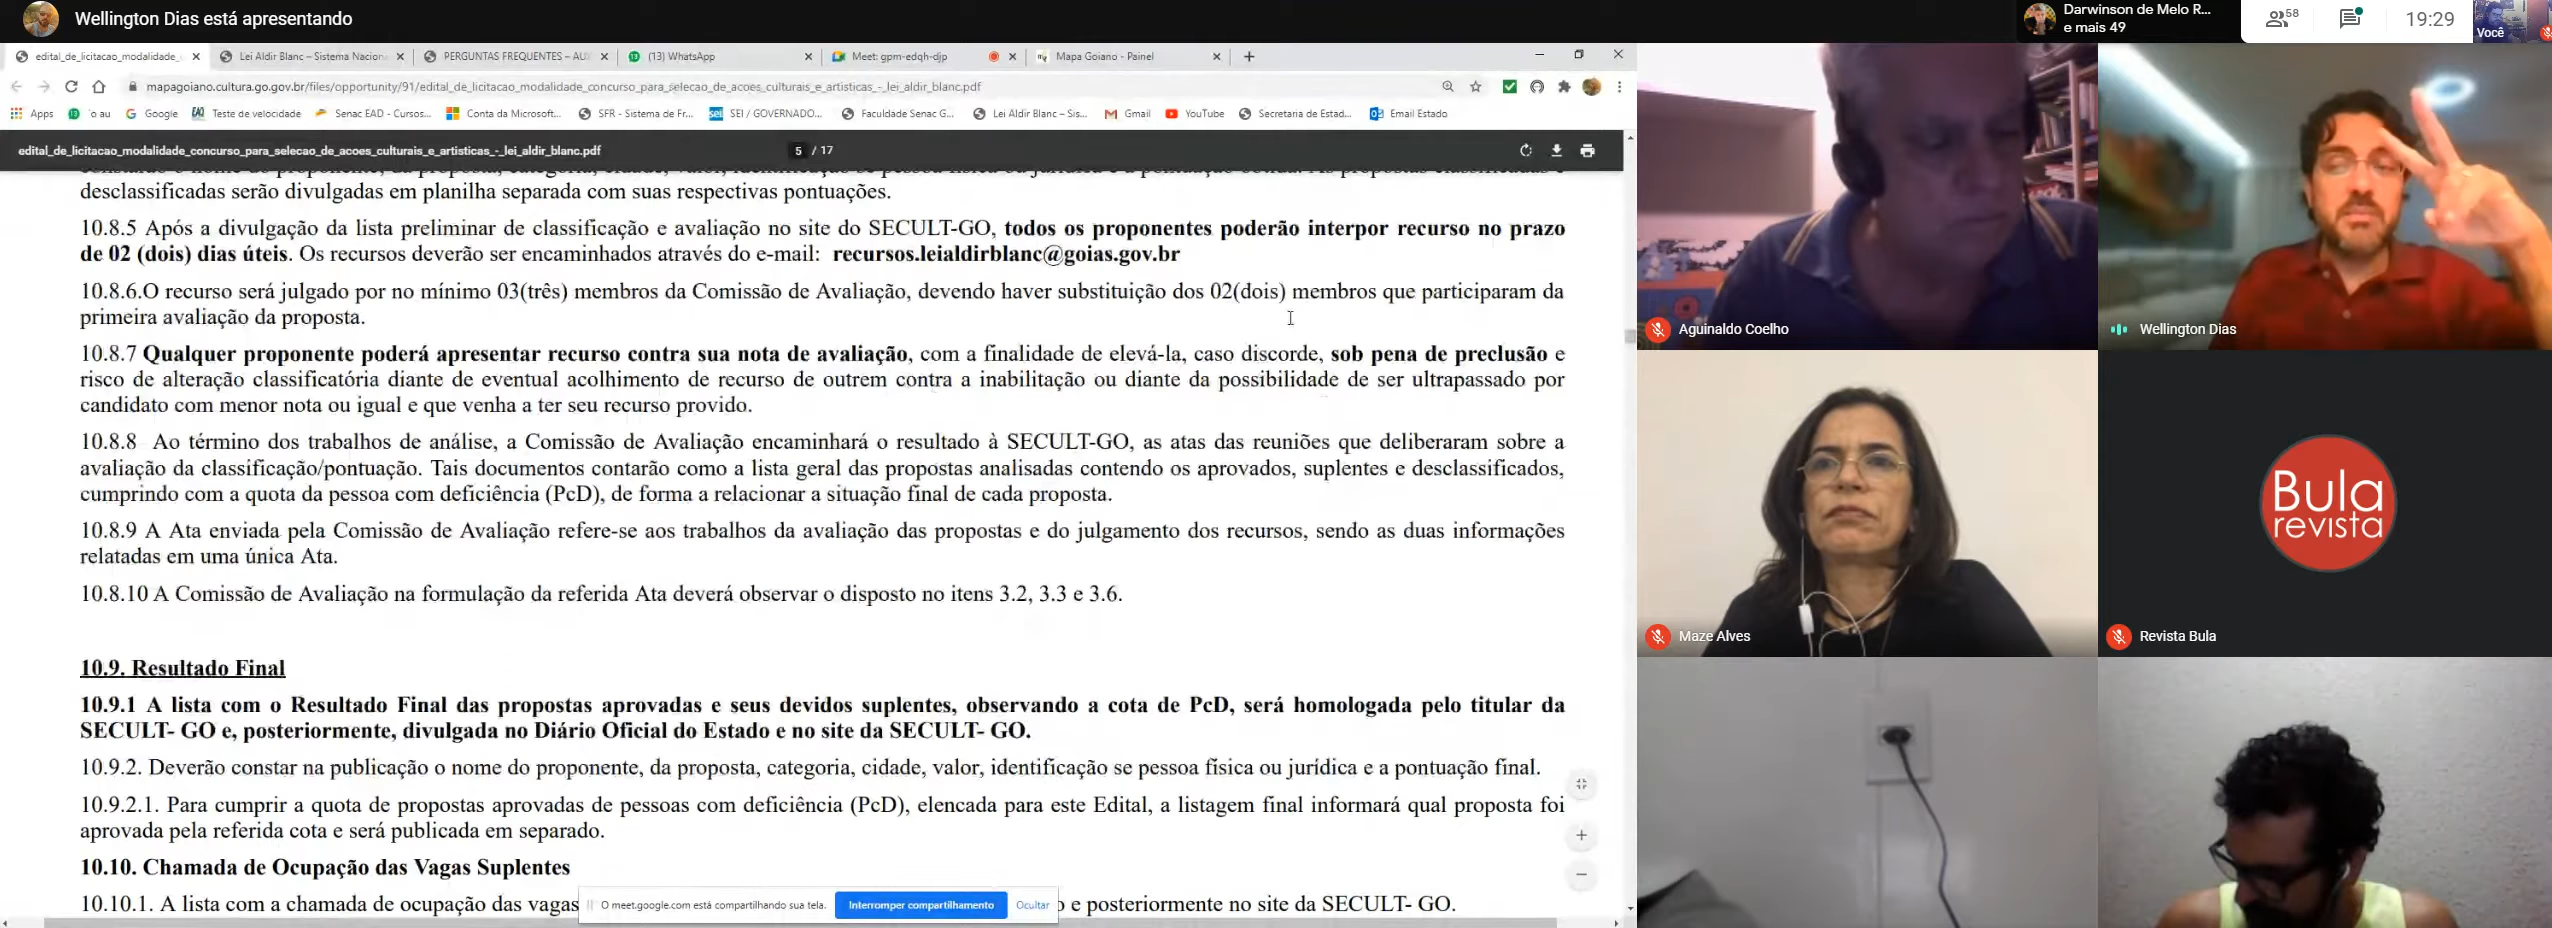 Wellington Dias está apresentando
Darwinson de Melo R...
e mais 49
58
19:29
Você
edital_de_licitacao_modalidade_
Lei Aldir Blanc – Sistema Nacion
PERGUNTAS FREQUENTES – AU
(13) WhatsApp
Meet: gpm-edqh-djp
Mapa Goiano - Painel
mapagoiano.cultura.go.gov.br/files/opportunity/91/edital_de_licitacao_modalidade_concurso_para_selecao_de_acoes_culturais_e_artisticas_-_lei_aldir_blanc.pdf
Apps
o au
Google
Teste de velocidade
Senac EAD - Cursos...
Conta da Microsoft...
SFR - Sistema de Fr...
SEI / GOVERNADO...
Faculdade Senac G...
Lei Aldir Blanc – Sis...
Gmail
YouTube
Secretaria de Estad...
Email Estado
edital_de_licitacao_modalidade_concurso_para_selecao_de_acoes_culturais_e_artisticas_-_lei_aldir_blanc.pdf
5 / 17
desclassificadas serão divulgadas em planilha separada com suas respectivas pontuações.
10.8.5 Após a divulgação da lista preliminar de classificação e avaliação no site do SECULT-GO, todos os proponentes poderão interpor recurso no prazo
de 02 (dois) dias úteis. Os recursos deverão ser encaminhados através do e-mail: recursos.leialdirblanc@goias.gov.br
10.8.6.O recurso será julgado por no mínimo 03(três) membros da Comissão de Avaliação, devendo haver substituição dos 02(dois) membros que participaram da
primeira avaliação da proposta.
10.8.7 Qualquer proponente poderá apresentar recurso contra sua nota de avaliação, com a finalidade de elevá-la, caso discorde, sob pena de preclusão e
risco de alteração classificatória diante de eventual acolhimento de recurso de outrem contra a inabilitação ou diante da possibilidade de ser ultrapassado por
candidato com menor nota ou igual e que venha a ter seu recurso provido.
10.8.8 Ao término dos trabalhos de análise, a Comissão de Avaliação encaminhará o resultado à SECULT-GO, as atas das reuniões que deliberaram sobre a
avaliação da classificação/pontuação. Tais documentos contarão como a lista geral das propostas analisadas contendo os aprovados, suplentes e desclassificados,
cumprindo com a quota da pessoa com deficiência (PcD), de forma a relacionar a situação final de cada proposta.
10.8.9 A Ata enviada pela Comissão de Avaliação refere-se aos trabalhos da avaliação das propostas e do julgamento dos recursos, sendo as duas informações
relatadas em uma única Ata.
10.8.10 A Comissão de Avaliação na formulação da referida Ata deverá observar o disposto no itens 3.2, 3.3 e 3.6.
10.9. Resultado Final
10.9.1 A lista com o Resultado Final das propostas aprovadas e seus devidos suplentes, observando a cota de PcD, será homologada pelo titular da
SECULT- GO e, posteriormente, divulgada no Diário Oficial do Estado e no site da SECULT- GO.
10.9.2. Deverão constar na publicação o nome do proponente, da proposta, categoria, cidade, valor, identificação se pessoa física ou jurídica e a pontuação final.
10.9.2.1. Para cumprir a quota de propostas aprovadas de pessoas com deficiência (PcD), elencada para este Edital, a listagem final informará qual proposta foi
aprovada pela referida cota e será publicada em separado.
10.10. Chamada de Ocupação das Vagas Suplentes
10.10.1. A lista com a chamada de ocupação das vagas
o e posteriormente no site da SECULT- GO.
O meet.google.com está compartilhando sua tela.
Interromper compartilhamento
Ocultar
Aguinaldo Coelho
Wellington Dias
Maze Alves
Bula
revista
Revista Bula